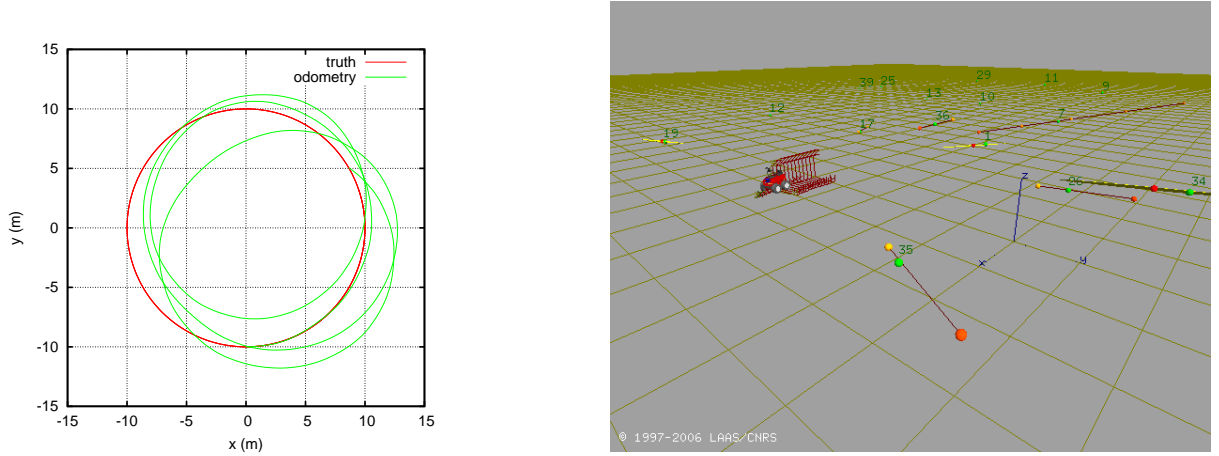 15
10
5
0
-5
-10
-15
-15 -10 -5 0 5 10 15
y (m)
x (m)
truth
odometry
39 25 29 11 9
12 13 19
19 17 36 7 1
z 26 34
35 x y
© 1997-2006 LAAS/CNRS